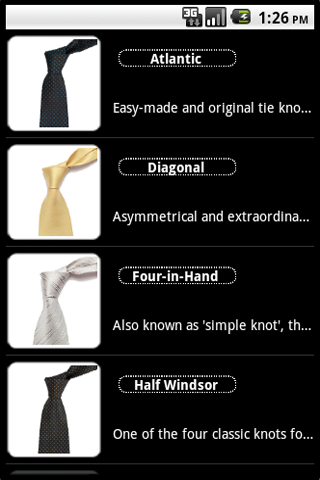 3G 1:26 PM
Atlantic
Easy-made and original tie kno...
Diagonal
Asymmetrical and extraordina...
Four-in-Hand
Also known as 'simple knot', th...
Half Windsor
One of the four classic knots fo...